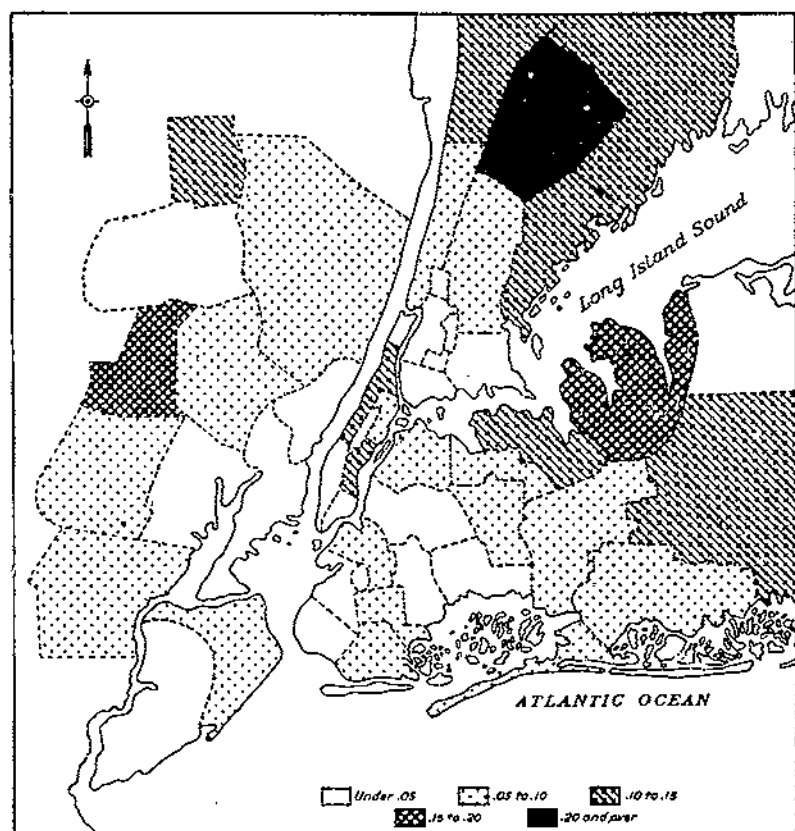 Long Island Sound
ATLANTIC OCEAN
Under .05 .05 to .10 .10 to .15
.15 to .20 .20 and over